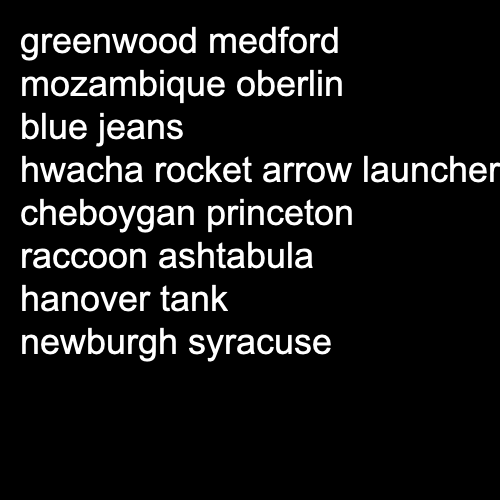 greenwood medford
mozambique oberlin
blue jeans
hwacha rocket arrow launcher
cheboygan princeton
raccoon ashtabula
hanover tank
newburgh syracuse